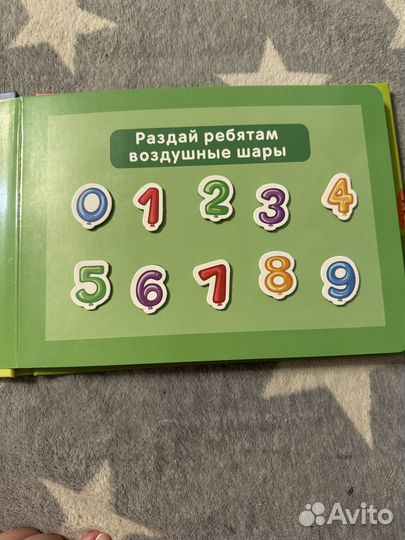 Раздай ребятам
воздушные шары
0 1 2 3 4
5 6 7 8 9
Avito